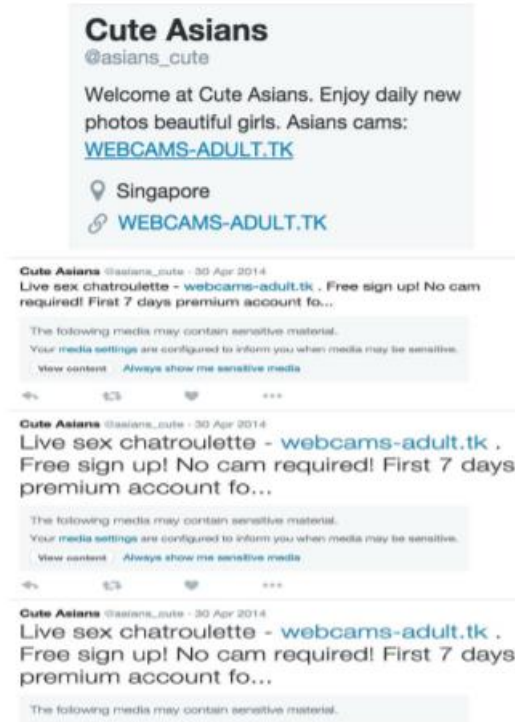 Cute Asians
@asians_cute
Welcome at Cute Asians. Enjoy daily new
photos beautiful girls. Asians cams:
WEBCAMS-ADULT.TK
Singapore
WEBCAMS-ADULT.TK
Cute Asians @asians_cute · 30 Apr 2014
Live sex chatroulette - webcams-adult.tk . Free sign up! No cam
required! First 7 days premium account fo...
The following media may contain sensitive material.
Your media settings are configured to inform you when media may be sensitive.
View content Always show me sensitive media
Cute Asians @asians_cute · 30 Apr 2014
Live sex chatroulette - webcams-adult.tk .
Free sign up! No cam required! First 7 days
premium account fo...
The following media may contain sensitive material.
Your media settings are configured to inform you when media may be sensitive.
View content Always show me sensitive media
Cute Asians @asians_cute · 30 Apr 2014
Live sex chatroulette - webcams-adult.tk .
Free sign up! No cam required! First 7 days
premium account fo...
The following media may contain sensitive material.